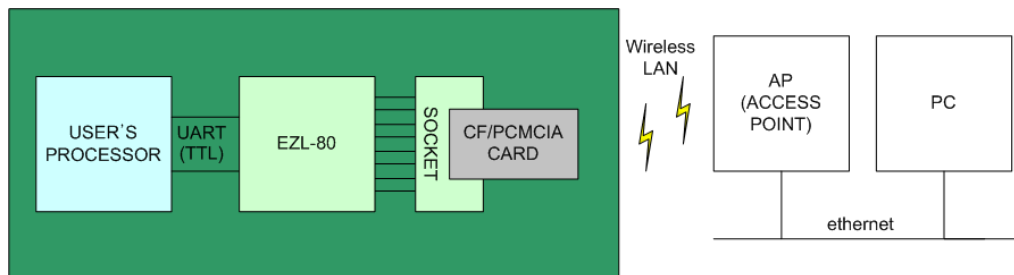 USER'S
PROCESSOR
UART
(TTL)
EZL-80
SOCKET
CF/PCMCIA
CARD
Wireless
LAN
AP
(ACCESS
POINT)
PC
ethernet